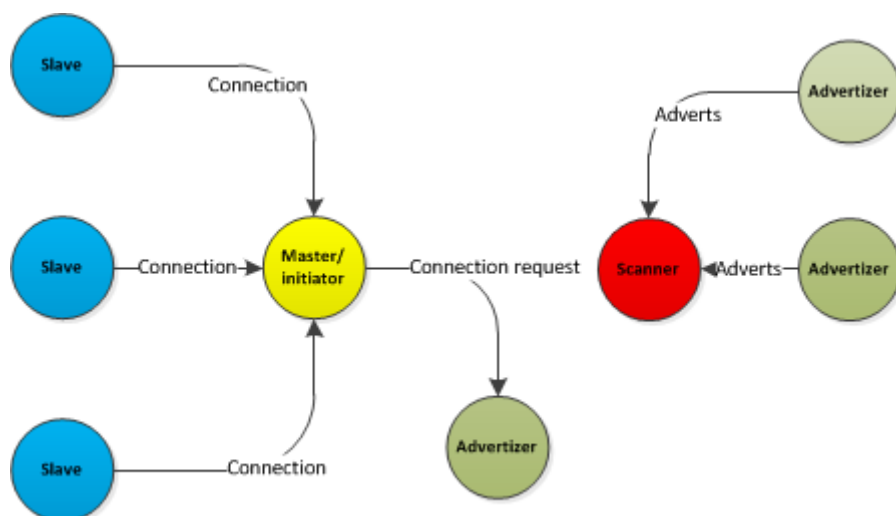 Slave
Connection
Advertizer
Adverts
Slave
Connection
Master/
initiator
Connection request
Scanner
Adverts
Advertizer
Advertizer
Slave
Connection